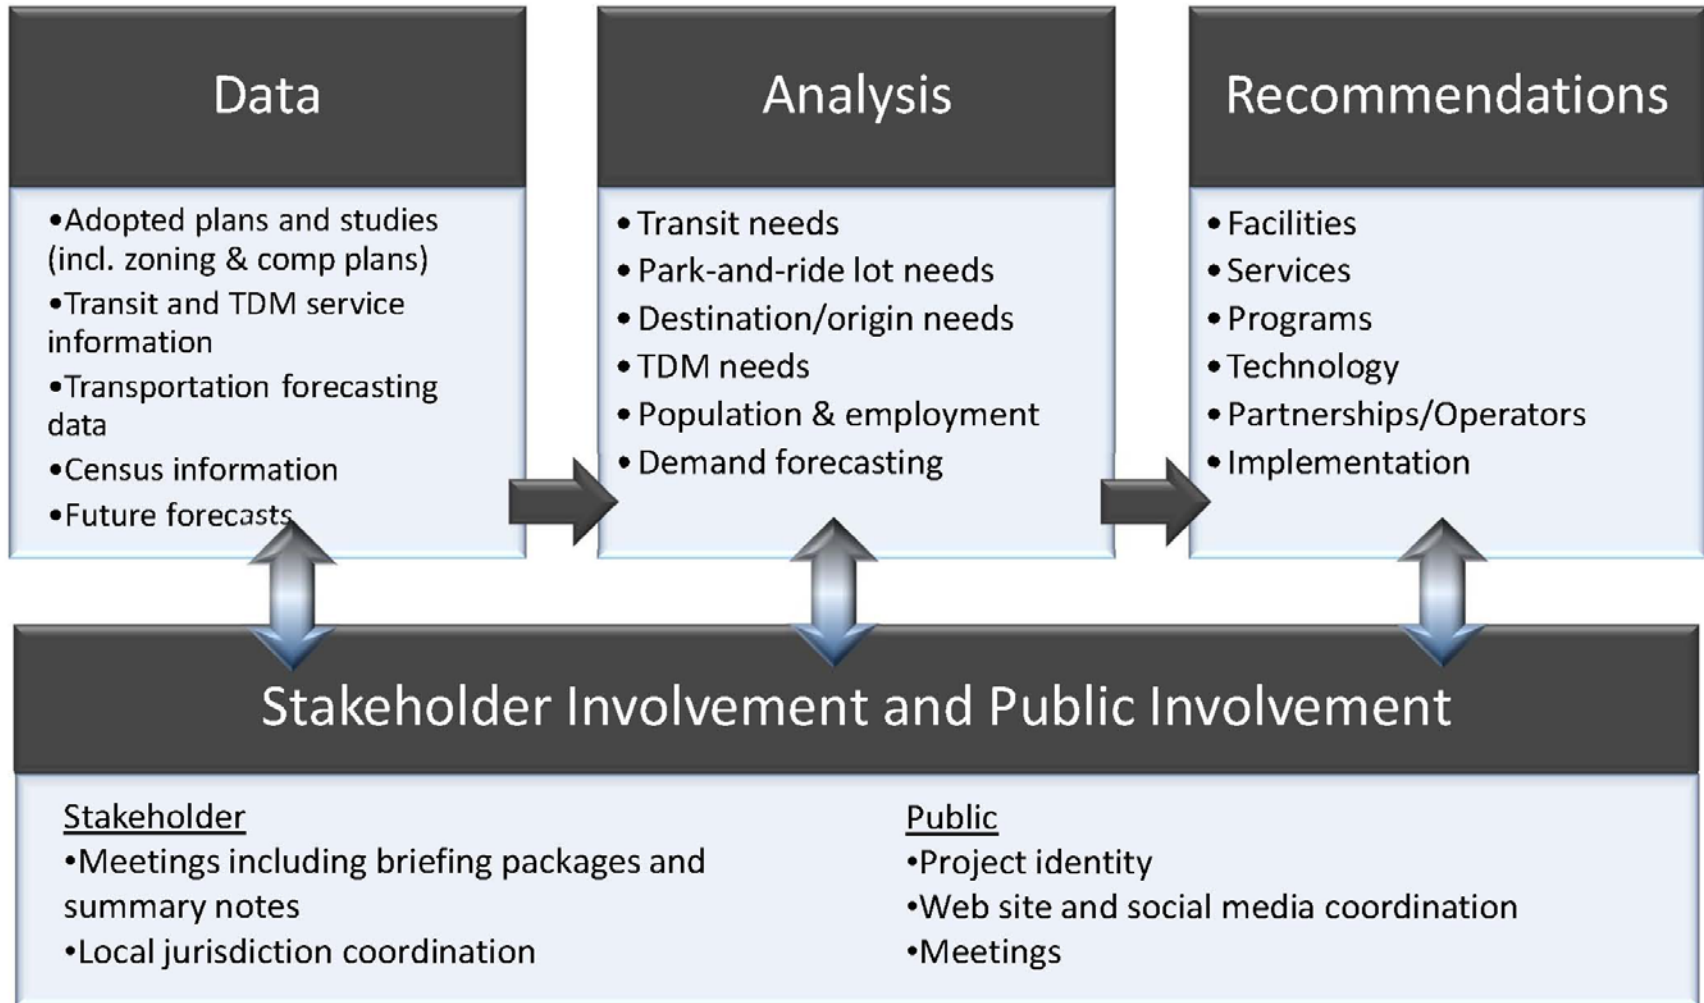 Data
•Adopted plans and studies
(incl. zoning & comp plans)
•Transit and TDM service
information
•Transportation forecasting
data
•Census information
•Future forecasts
Analysis
•Transit needs
•Park-and-ride lot needs
•Destination/origin needs
•TDM needs
•Population & employment
•Demand forecasting
Recommendations
•Facilities
•Services
•Programs
•Technology
•Partnerships/Operators
•Implementation
Stakeholder Involvement and Public Involvement
Stakeholder
•Meetings including briefing packages and
summary notes
•Local jurisdiction coordination
Public
•Project identity
•Web site and social media coordination
•Meetings